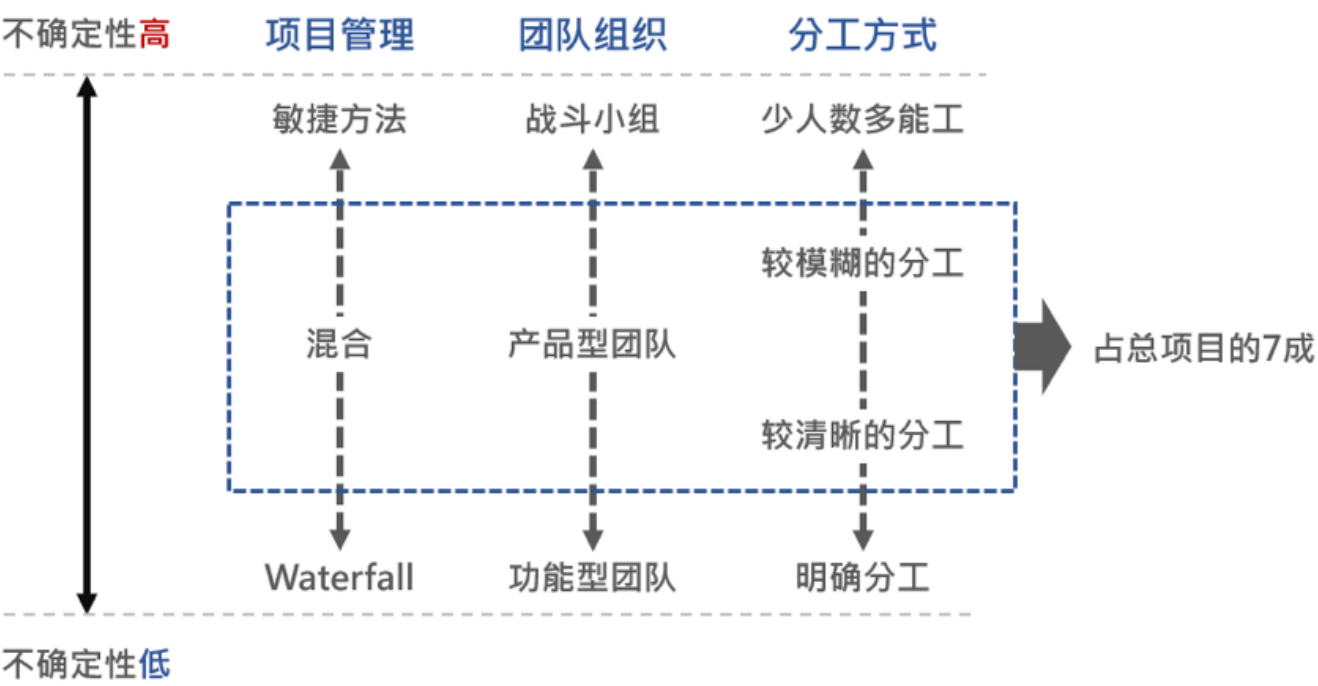 不确定性高
项目管理
团队组织
分工方式
敏捷方法
战斗小组
少人数多能工
较模糊的分工
混合
产品型团队
占总项目的7成
较清晰的分工
Waterfall
功能型团队
明确分工
不确定性低